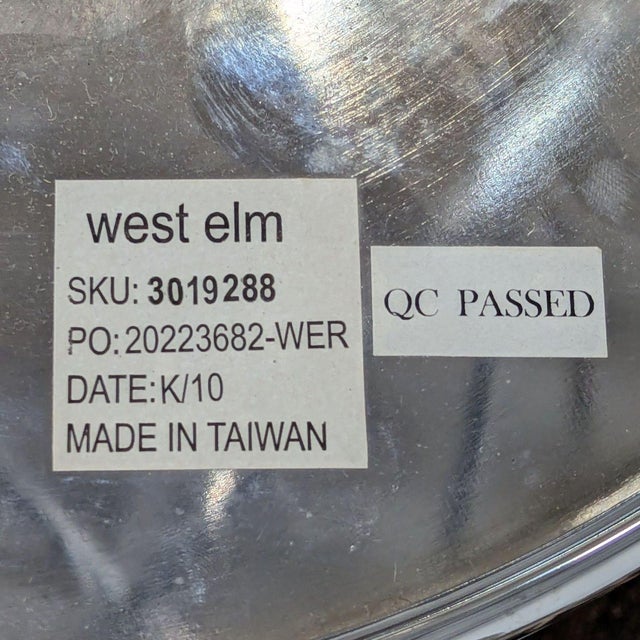 west elm
SKU: 3019288
PO: 20223682-WER
DATE: K/10
MADE IN TAIWAN
QC PASSED